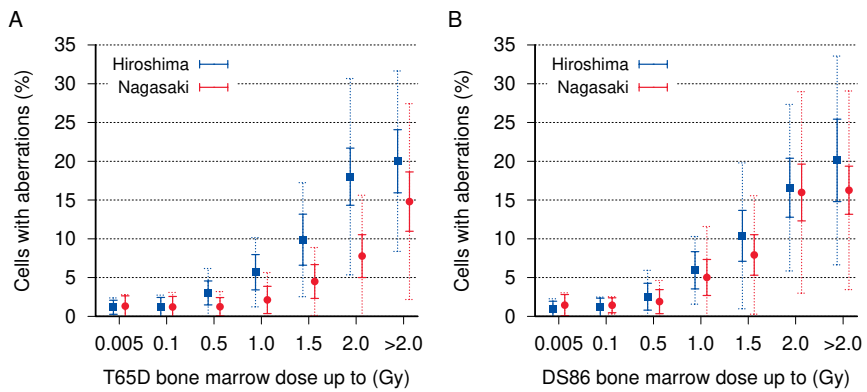 A
Cells with aberrations (%)
35
30
25
20
15
10
5
0
Hiroshima
Nagasaki
0.005 0.1 0.5 1.0 1.5 2.0 >2.0
T65D bone marrow dose up to (Gy)
B
Cells with aberrations (%)
35
30
25
20
15
10
5
0
Hiroshima
Nagasaki
0.005 0.1 0.5 1.0 1.5 2.0 >2.0
DS86 bone marrow dose up to (Gy)